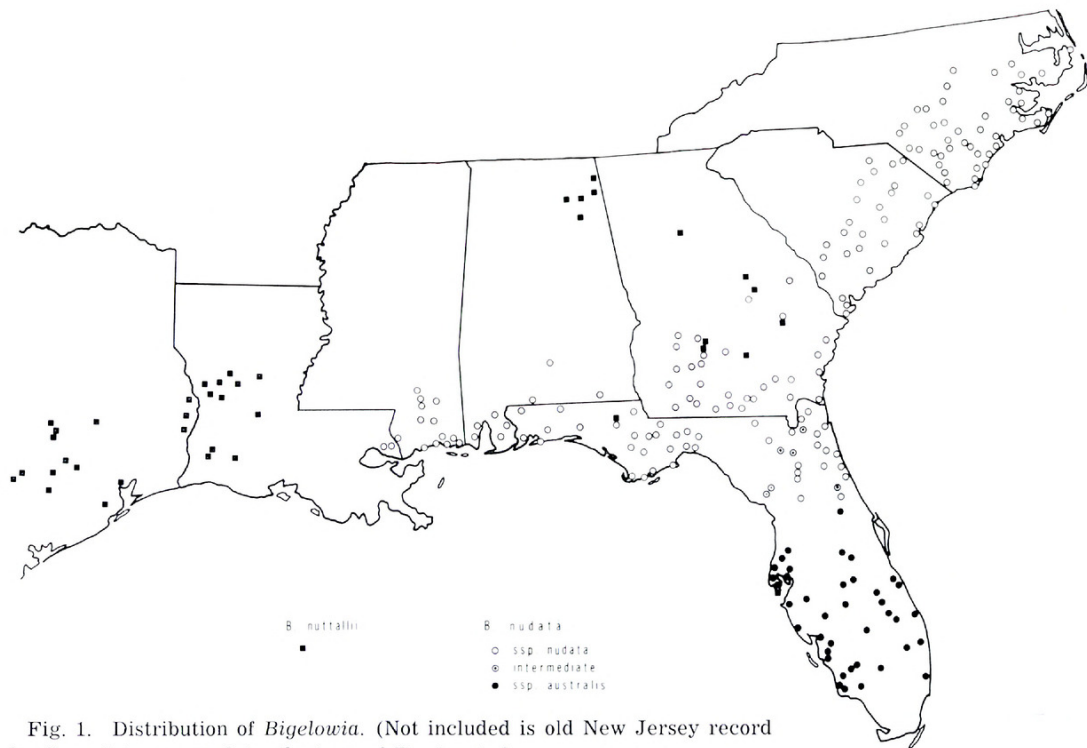 B nuttallii
■
B nudata
○ ssp nudata
⊙ intermediate
● ssp australis
Fig. 1. Distribution of Bigelowia. (Not included is old New Jersey record